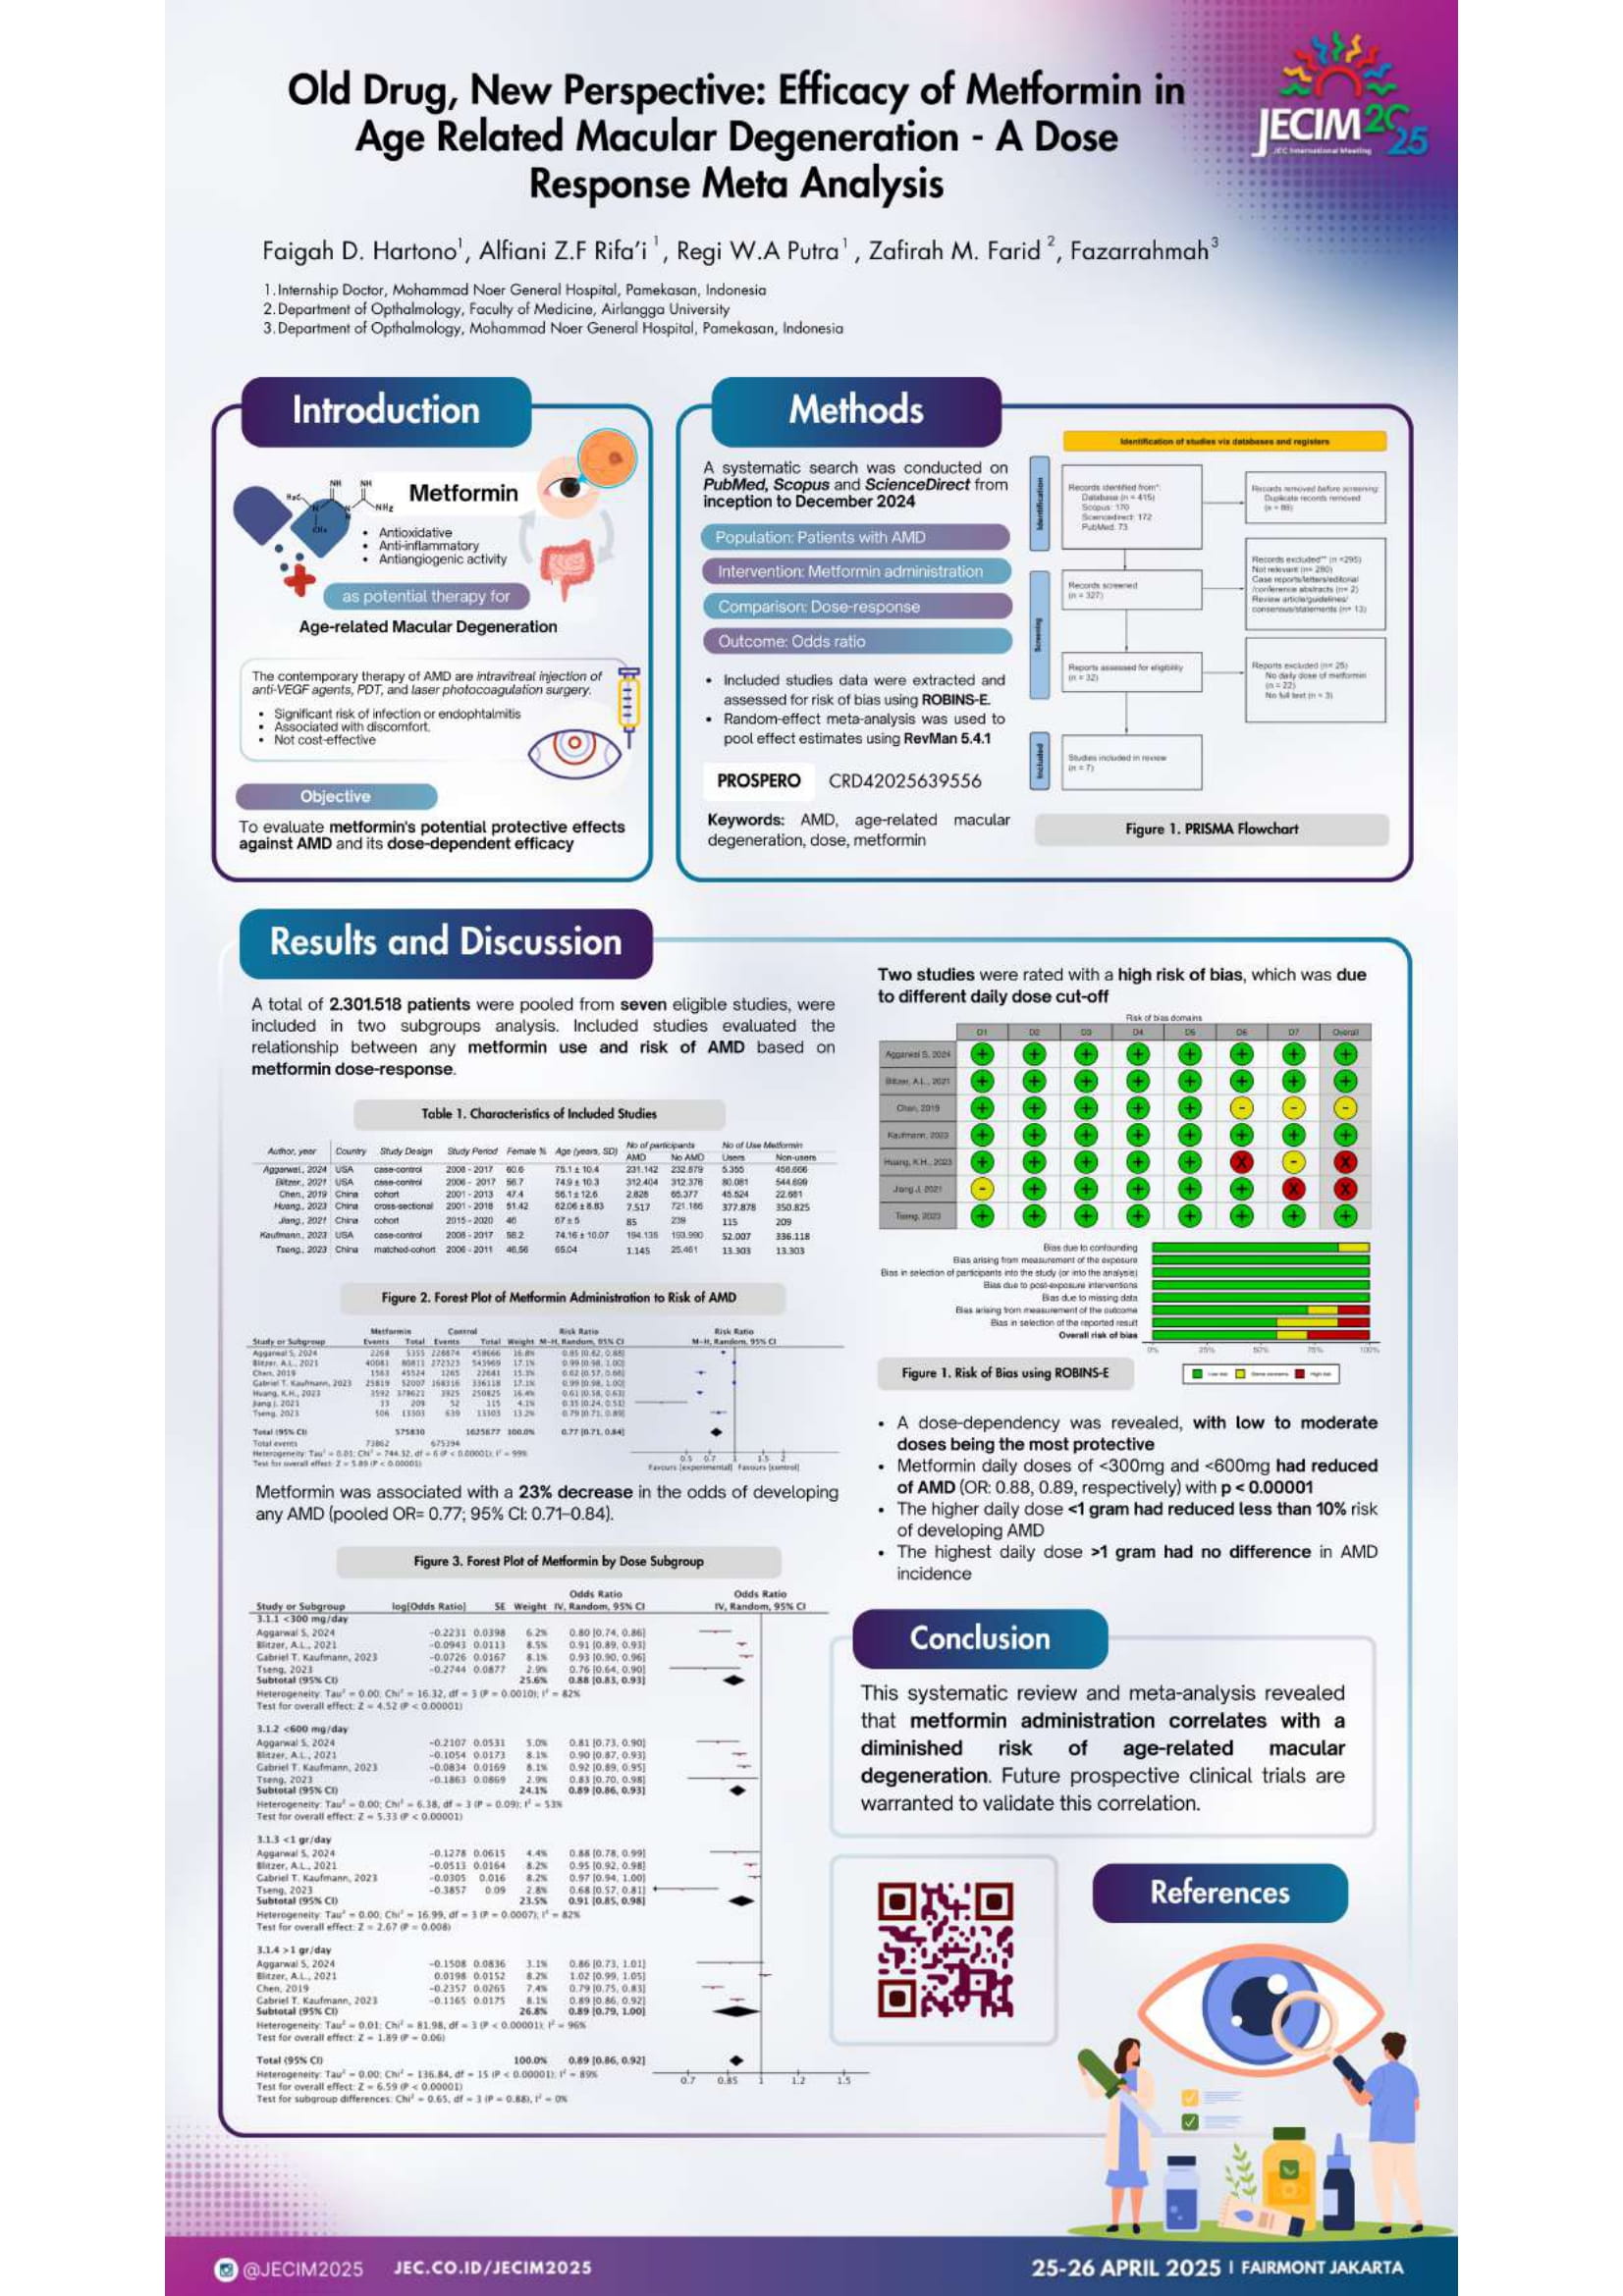 Old Drug, New Perspective: Efficacy of Metformin in
Age Related Macular Degeneration - A Dose
Response Meta Analysis
JECIM 2025
JEC International Meeting
Faigah D. Hartono1, Alfiani Z.F Rifa'i 1, Regi W.A Putra1, Zafirah M. Farid 2, Fazarrahmah3
1. Internship Doctor, Mohammad Noer General Hospital, Pamekasan, Indonesia
2. Department of Opthalmology, Faculty of Medicine, Airlangga University
3. Department of Opthalmology, Mohammad Noer General Hospital, Pamekasan, Indonesia
Introduction
Metformin
• Antioxidative
• Anti-inflammatory
• Antiangiogenic activity
as potential therapy for
Age-related Macular Degeneration
The contemporary therapy of AMD are intravitreal injection of
anti-VEGF agents, PDT, and laser photocoagulation surgery.
• Significant risk of infection or endophtalmitis
• Associated with discomfort.
• Not cost-effective
Objective
To evaluate metformin's potential protective effects
against AMD and its dose-dependent efficacy
Methods
A systematic search was conducted on
PubMed, Scopus and ScienceDirect from
inception to December 2024
Population: Patients with AMD
Intervention: Metformin administration
Comparison: Dose-response
Outcome: Odds ratio
• Included studies data were extracted and
assessed for risk of bias using ROBINS-E.
• Random-effect meta-analysis was used to
pool effect estimates using RevMan 5.4.1
PROSPERO CRD42025639556
Keywords: AMD, age-related macular
degeneration, dose, metformin
Identification of studies via databases and registers
Identification
Records identified from*:
Database (n = 415)
Scopus: 170
Sciencedirect: 172
PubMed: 73
Records removed before screening:
Duplicate records removed
(n = 88)
Screening
Records screened
(n = 327)
Records excluded** (n =295)
Not relevant (n= 280)
Case reports/letters/editorial
/conference abstracts (n= 2)
Review article/guidelines/
consensus/statements (n= 13)
Reports assessed for eligibility
(n = 32)
Reports excluded (n= 25)
No daily dose of metformin
(n = 22)
No full text (n = 3)
Included
Studies included in review
(n = 7)
Figure 1. PRISMA Flowchart
Results and Discussion
A total of 2.301.518 patients were pooled from seven eligible studies, were
included in two subgroups analysis. Included studies evaluated the
relationship between any metformin use and risk of AMD based on
metformin dose-response.
Table 1. Characteristics of Included Studies
Author, year Country Study Design Study Period Female % Age (years, SD) No of participants No of Use Metformin
AMD No AMD Users Non-users
Aggarwal., 2024 USA case-control 2008 - 2017 60.6 75.1 ± 10.4 231.142 232.879 5.355 458.666
Blitzer., 2021 USA case-control 2008 - 2017 56.7 74.9 ± 10.3 312.404 312.376 80.081 544.699
Chen., 2019 China cohort 2001 - 2013 47.4 56.1 ± 12.6 2.828 65.377 45.524 22.681
Huang., 2023 China cross-sectional 2001 - 2018 51.42 62.06 ± 8.83 7.517 721.186 377.878 350.825
Jiang., 2021 China cohort 2015 - 2020 46 67 ± 5 85 239 115 209
Kaufmann., 2023 USA case-control 2008 - 2017 58.2 74.16 ± 10.07 194.135 193.990 52.007 336.118
Tseng., 2023 China matched-cohort 2006 - 2011 46,56 65.04 1.145 25.461 13.303 13.303
Figure 2. Forest Plot of Metformin Administration to Risk of AMD
Metformin Control Risk Ratio Risk Ratio
Study or Subgroup Events Total Events Total Weight M-H, Random, 95% CI M-H, Random, 95% CI
Aggarwal S, 2024 2268 5355 228874 458666 16.8% 0.85 [0.82, 0.88]
Blitzer, A.L., 2021 40081 80811 272323 543969 17.1% 0.99 [0.98, 1.00]
Chen, 2019 1563 45524 1265 22681 15.3% 0.62 [0.57, 0.66]
Gabriel T. Kaufmann, 2023 25819 52007 168316 336118 17.1% 0.99 [0.98, 1.00]
Huang, K.H., 2023 3592 378621 3925 250825 16.4% 0.61 [0.58, 0.63]
Jiang J, 2021 33 209 52 115 4.1% 0.35 [0.24, 0.51]
Tseng, 2023 506 13303 639 13303 13.2% 0.79 [0.71, 0.89]
Total (95% CI) 575830 1625677 100.0% 0.77 [0.71, 0.84]
Total events 73862 675394
Heterogeneity: Tau² = 0.01; Chi² = 744.32, df = 6 (P < 0.00001); I² = 99%
Test for overall effect: Z = 5.89 (P < 0.00001)
0.5 0.7 1 1.5 2
Favours [experimental] Favours [control]
Metformin was associated with a 23% decrease in the odds of developing
any AMD (pooled OR= 0.77; 95% CI: 0.71–0.84).
Figure 3. Forest Plot of Metformin by Dose Subgroup
Odds Ratio Odds Ratio
Study or Subgroup log[Odds Ratio] SE Weight IV, Random, 95% CI IV, Random, 95% CI
3.1.1 <300 mg/day
Aggarwal S, 2024 -0.2231 0.0398 6.2% 0.80 [0.74, 0.86]
Blitzer, A.L., 2021 -0.0943 0.0113 8.5% 0.91 [0.89, 0.93]
Gabriel T. Kaufmann, 2023 -0.0726 0.0167 8.1% 0.93 [0.90, 0.96]
Tseng, 2023 -0.2744 0.0877 2.9% 0.76 [0.64, 0.90]
Subtotal (95% CI) 25.6% 0.88 [0.83, 0.93]
Heterogeneity: Tau² = 0.00; Chi² = 16.32, df = 3 (P = 0.0010); I² = 82%
Test for overall effect: Z = 4.52 (P < 0.00001)
3.1.2 <600 mg/day
Aggarwal S, 2024 -0.2107 0.0531 5.0% 0.81 [0.73, 0.90]
Blitzer, A.L., 2021 -0.1054 0.0173 8.1% 0.90 [0.87, 0.93]
Gabriel T. Kaufmann, 2023 -0.0834 0.0169 8.1% 0.92 [0.89, 0.95]
Tseng, 2023 -0.1863 0.0869 2.9% 0.83 [0.70, 0.98]
Subtotal (95% CI) 24.1% 0.89 [0.86, 0.93]
Heterogeneity: Tau² = 0.00; Chi² = 6.38, df = 3 (P = 0.09); I² = 53%
Test for overall effect: Z = 5.33 (P < 0.00001)
3.1.3 <1 gr/day
Aggarwal S, 2024 -0.1278 0.0615 4.4% 0.88 [0.78, 0.99]
Blitzer, A.L., 2021 -0.0513 0.0164 8.2% 0.95 [0.92, 0.98]
Gabriel T. Kaufmann, 2023 -0.0305 0.016 8.2% 0.97 [0.94, 1.00]
Tseng, 2023 -0.3857 0.09 2.8% 0.68 [0.57, 0.81]
Subtotal (95% CI) 23.5% 0.91 [0.85, 0.98]
Heterogeneity: Tau² = 0.00; Chi² = 16.99, df = 3 (P = 0.0007); I² = 82%
Test for overall effect: Z = 2.67 (P = 0.008)
3.1.4 >1 gr/day
Aggarwal S, 2024 -0.1508 0.0836 3.1% 0.86 [0.73, 1.01]
Blitzer, A.L., 2021 0.0198 0.0152 8.2% 1.02 [0.99, 1.05]
Chen, 2019 -0.2357 0.0265 7.4% 0.79 [0.75, 0.83]
Gabriel T. Kaufmann, 2023 -0.1165 0.0175 8.1% 0.89 [0.86, 0.92]
Subtotal (95% CI) 26.8% 0.89 [0.79, 1.00]
Heterogeneity: Tau² = 0.01; Chi² = 81.98, df = 3 (P < 0.00001); I² = 96%
Test for overall effect: Z = 1.89 (P = 0.06)
Total (95% CI) 100.0% 0.89 [0.86, 0.92]
Heterogeneity: Tau² = 0.00; Chi² = 136.84, df = 15 (P < 0.00001); I² = 89%
Test for overall effect: Z = 6.59 (P < 0.00001)
Test for subgroup differences: Chi² = 0.65, df = 3 (P = 0.88), I² = 0%
0.7 0.85 1 1.2 1.5
Two studies were rated with a high risk of bias, which was due
to different daily dose cut-off
Risk of bias domains
D1 D2 D3 D4 D5 D6 D7 Overall
Aggarwal S, 2024
Blitzer, A.L., 2021
Chen, 2019
Kaufmann, 2023
Huang, K.H., 2023
Jiang J, 2021
Tseng, 2023
Bias due to confounding
Bias arising from measurement of the exposure
Bias in selection of participants into the study (or into the analysis)
Bias due to post-exposure interventions
Bias due to missing data
Bias arising from measurement of the outcome
Bias in selection of the reported result
Overall risk of bias
0% 25% 50% 75% 100%
Low risk Some concerns High risk
Figure 1. Risk of Bias using ROBINS-E
• A dose-dependency was revealed, with low to moderate
doses being the most protective
• Metformin daily doses of <300mg and <600mg had reduced
of AMD (OR: 0.88, 0.89, respectively) with p < 0.00001
• The higher daily dose <1 gram had reduced less than 10% risk
of developing AMD
• The highest daily dose >1 gram had no difference in AMD
incidence
Conclusion
This systematic review and meta-analysis revealed
that metformin administration correlates with a
diminished risk of age-related macular
degeneration. Future prospective clinical trials are
warranted to validate this correlation.
References
@JECIM2025 JEC.CO.ID/JECIM2025
25-26 APRIL 2025 | FAIRMONT JAKARTA